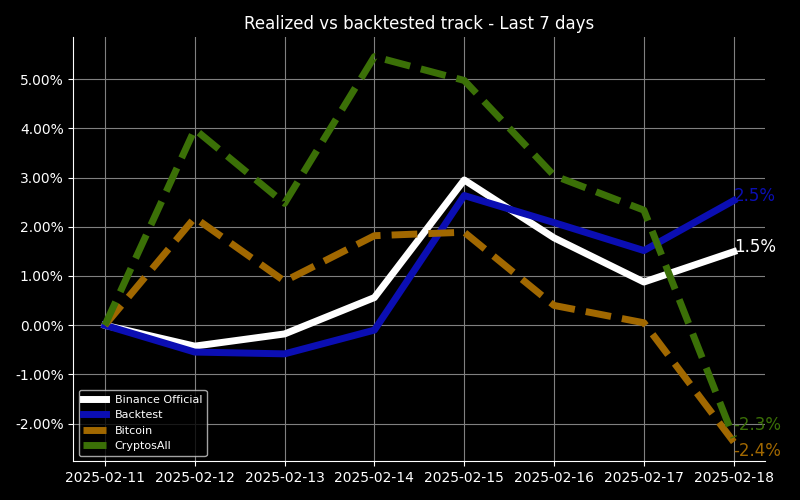 Realized vs backtested track - Last 7 days
5.00%
4.00%
3.00%
2.00%
1.00%
0.00%
-1.00%
-2.00%
2.5%
1.5%
-2.3%
-2.4%
Binance Official
Backtest
Bitcoin
CryptosAll
2025-02-11 2025-02-12 2025-02-13 2025-02-14 2025-02-15 2025-02-16 2025-02-17 2025-02-18